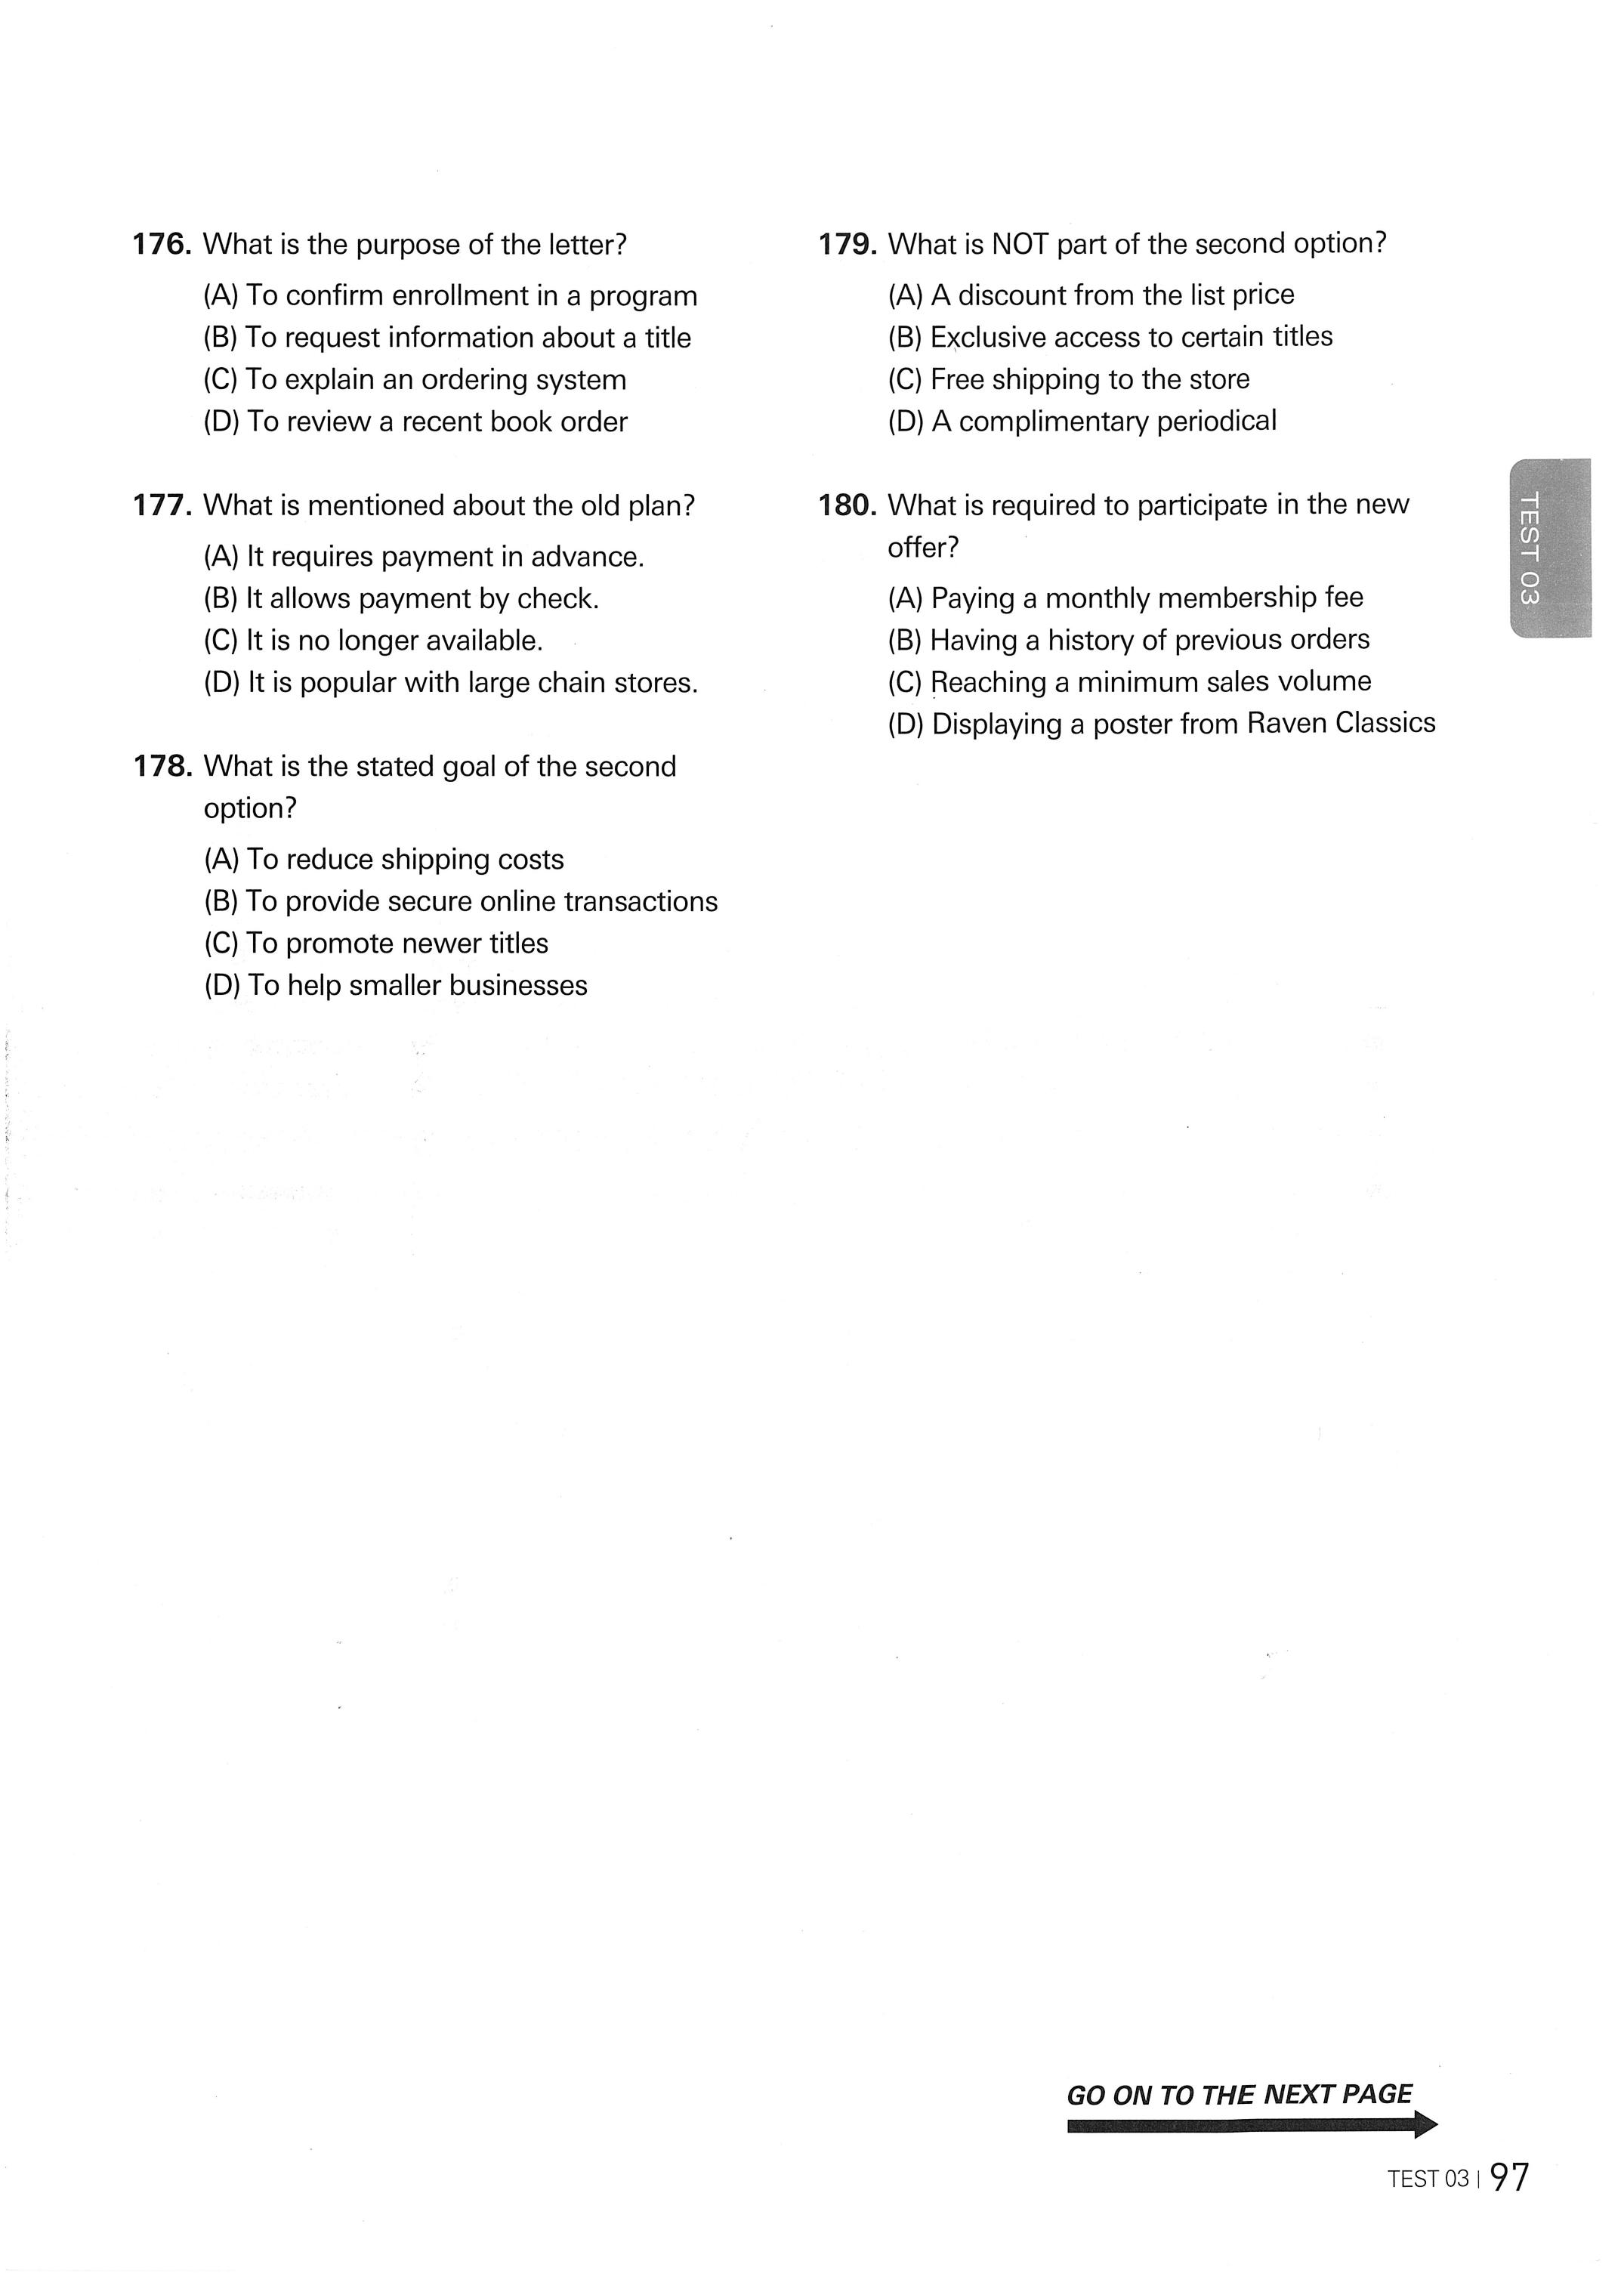 176. What is the purpose of the letter?
(A) To confirm enrollment in a program
(B) To request information about a title
(C) To explain an ordering system
(D) To review a recent book order
177. What is mentioned about the old plan?
(A) It requires payment in advance.
(B) It allows payment by check.
(C) It is no longer available.
(D) It is popular with large chain stores.
178. What is the stated goal of the second
option?
(A) To reduce shipping costs
(B) To provide secure online transactions
(C) To promote newer titles
(D) To help smaller businesses
179. What is NOT part of the second option?
(A) A discount from the list price
(B) Exclusive access to certain titles
(C) Free shipping to the store
(D) A complimentary periodical
180. What is required to participate in the new
offer?
(A) Paying a monthly membership fee
(B) Having a history of previous orders
(C) Reaching a minimum sales volume
(D) Displaying a poster from Raven Classics
TEST 03
GO ON TO THE NEXT PAGE
TEST 03 | 97